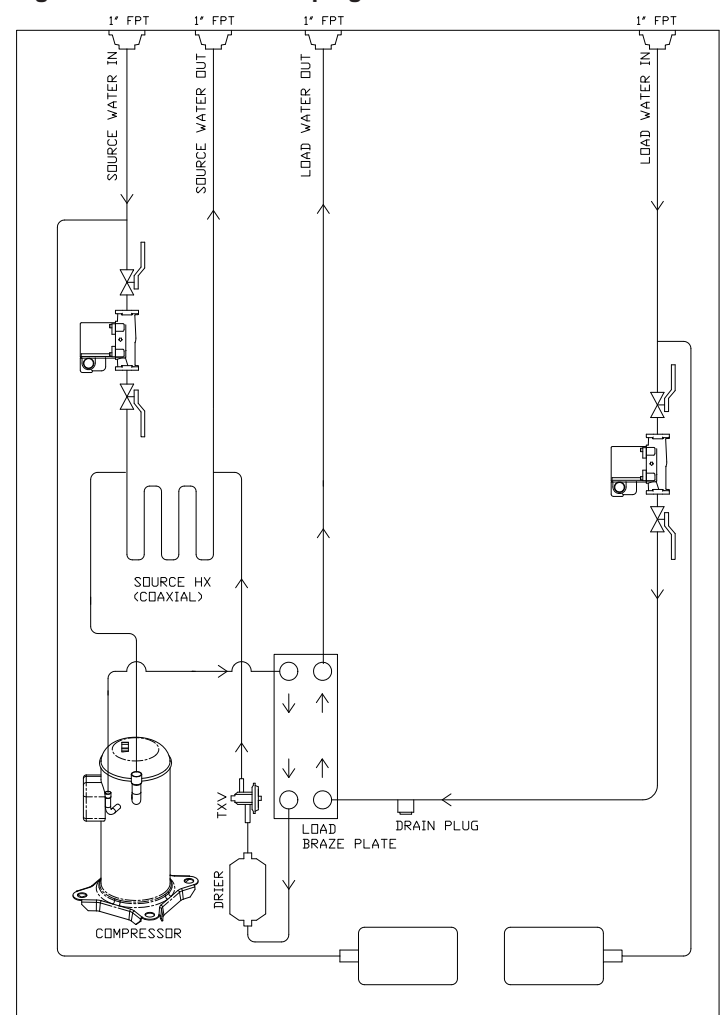 1" FPT
1" FPT
1" FPT
1" FPT
SOURCE WATER IN
SOURCE WATER OUT
LOAD WATER OUT
LOAD WATER IN
SOURCE HX
(COAXIAL)
TXV
LOAD
BRAZE PLATE
DRAIN PLUG
DRIER
COMPRESSOR